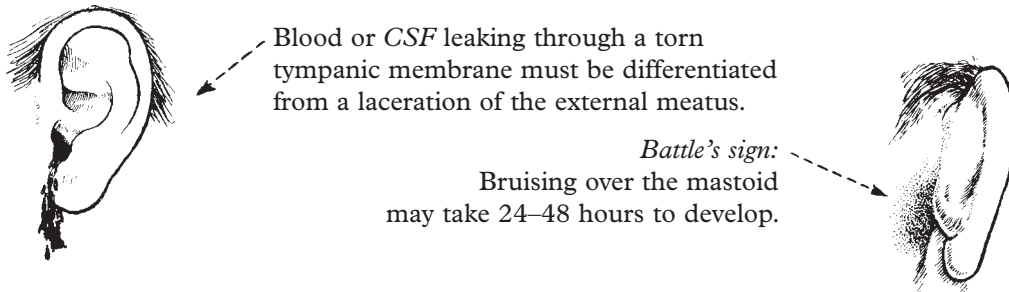 Blood or CSF leaking through a torn
tympanic membrane must be differentiated
from a laceration of the external meatus.
Battle's sign:
Bruising over the mastoid
may take 24–48 hours to develop.